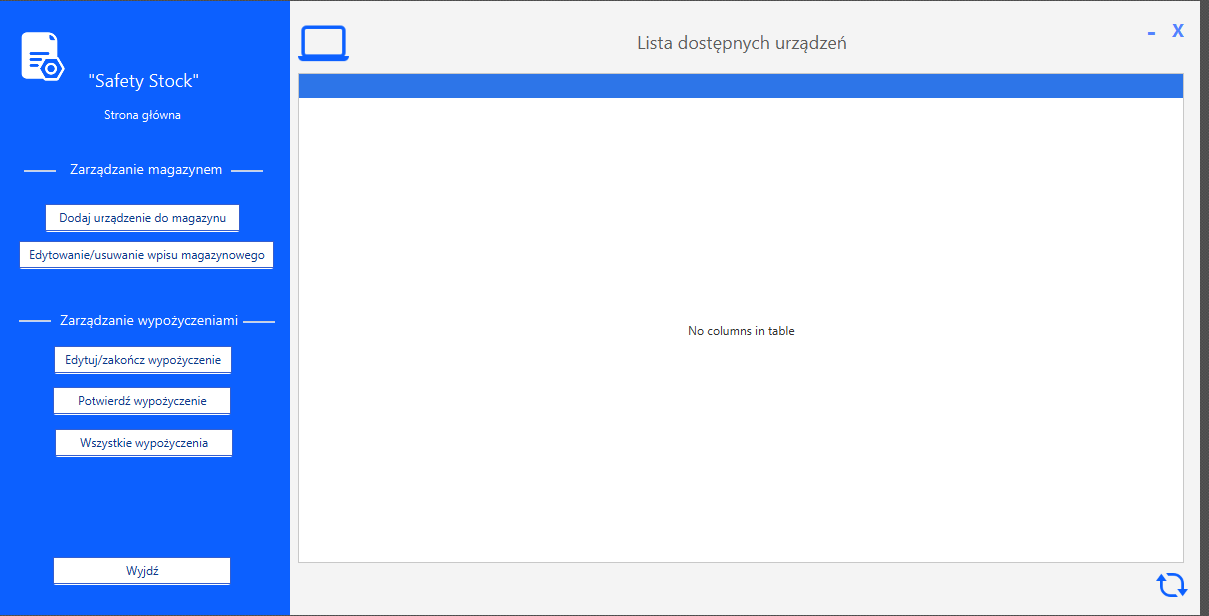 "Safety Stock"
Strona główna
Zarządzanie magazynem
Dodaj urządzenie do magazynu
Edytowanie/usuwanie wpisu magazynowego
Zarządzanie wypożyczeniami
Edytuj/zakończ wypożyczenie
Potwierdź wypożyczenie
Wszystkie wypożyczenia
Wyjdź
Lista dostępnych urządzeń
- X
No columns in table